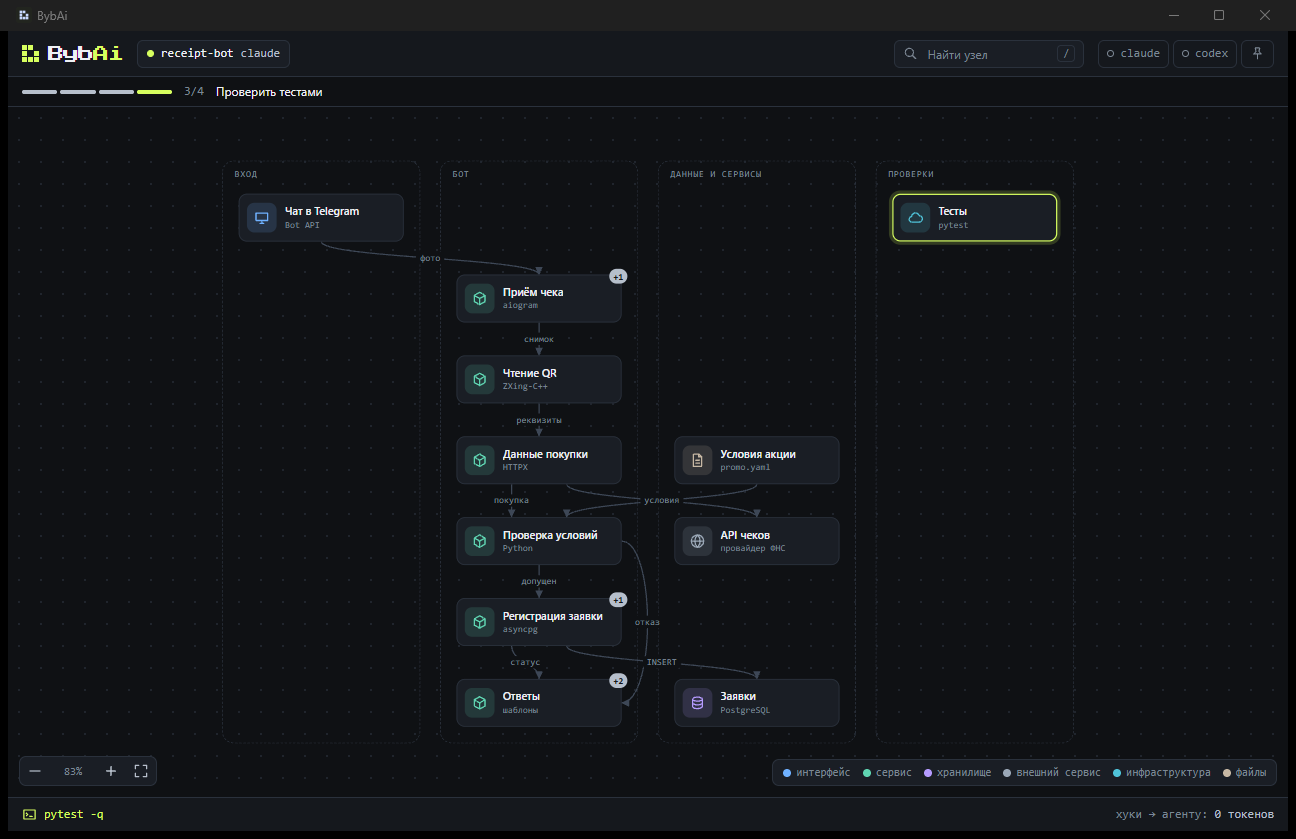 BybAi
BybAi
receipt-bot claude
Найти узел
/
claude
codex
3/4 Проверить тестами
ВХОД
БОТ
ДАННЫЕ И СЕРВИСЫ
ПРОВЕРКИ
Чат в Telegram
Bot API
Тесты
pytest
фото
+1
Приём чека
aiogram
снимок
Чтение QR
ZXing-C++
реквизиты
Данные покупки
HTTPX
Условия акции
promo.yaml
покупка
условия
Проверка условий
Python
API чеков
провайдер ФНС
допущен
+1
Регистрация заявки
asyncpg
отказ
статус
INSERT
+2
Ответы
шаблоны
Заявки
PostgreSQL
83%
интерфейс
сервис
хранилище
внешний сервис
инфраструктура
файлы
pytest -q
хуки → агенту: 0 токенов